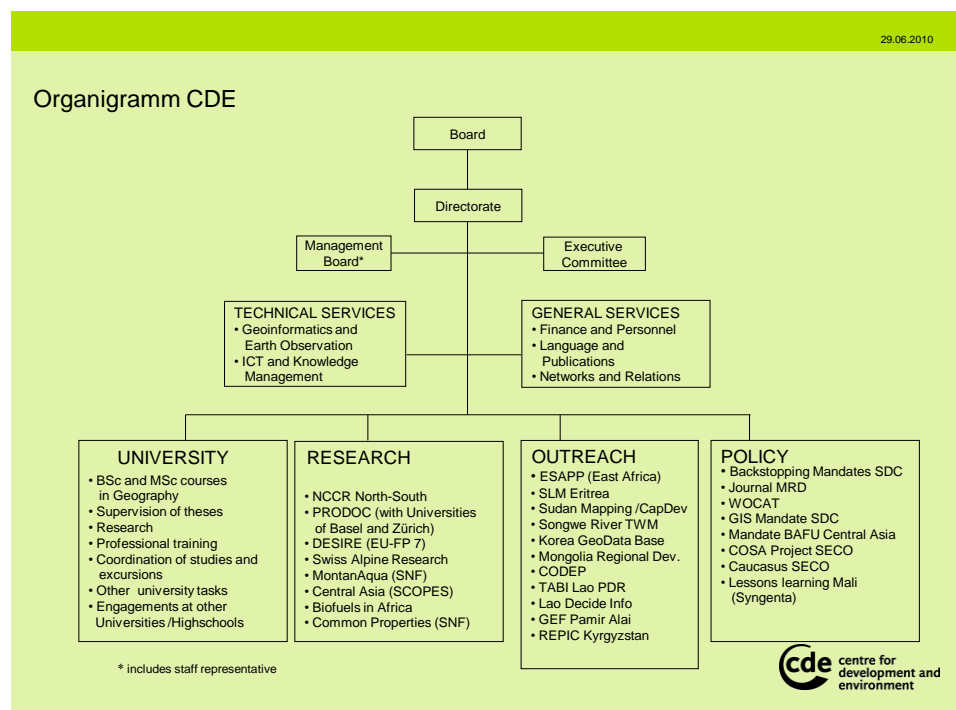 29.06.2010
Organigramm CDE
Board
Directorate
Management
Board*
Executive
Committee
TECHNICAL SERVICES
• Geoinformatics and
Earth Observation
• ICT and Knowledge
Management
GENERAL SERVICES
• Finance and Personnel
• Language and
Publications
• Networks and Relations
UNIVERSITY
• BSc and MSc courses
in Geography
• Supervision of theses
• Research
• Professional training
• Coordination of studies and
excursions
• Other university tasks
• Engagements at other
Universities /Highschools
RESEARCH
• NCCR North-South
• PRODOC (with Universities
of Basel and Zürich)
• DESIRE (EU-FP 7)
• Swiss Alpine Research
• MontanAqua (SNF)
• Central Asia (SCOPES)
• Biofuels in Africa
• Common Properties (SNF)
OUTREACH
• ESAPP (East Africa)
• SLM Eritrea
• Sudan Mapping /CapDev
• Songwe River TWM
• Korea GeoData Base
• Mongolia Regional Dev.
• CODEP
• TABI Lao PDR
• Lao Decide Info
• GEF Pamir Alai
• REPIC Kyrgyzstan
POLICY
• Backstopping Mandates SDC
• Journal MRD
• WOCAT
• GIS Mandate SDC
• Mandate BAFU Central Asia
• COSA Project SECO
• Caucasus SECO
• Lessons learning Mali
(Syngenta)
* includes staff representative
cde
centre for
development and
environment